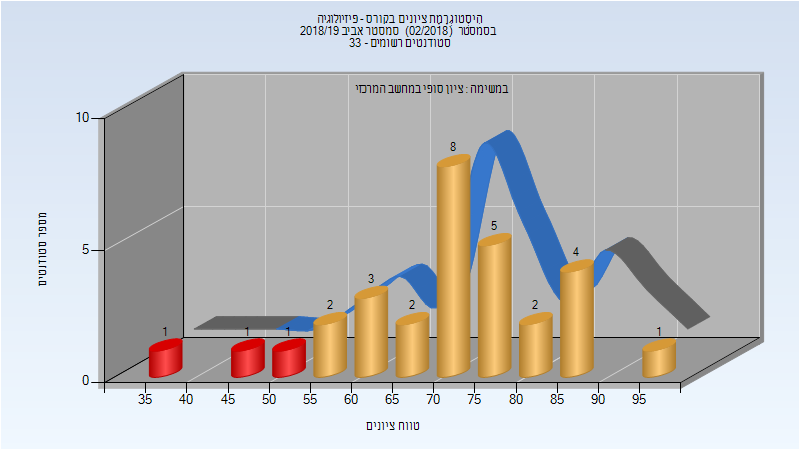 היסטוגרמת ציונים בקורס - פיזיולוגיה
בסמסטר (02/2018) סמסטר אביב 2018/19
סטודנטים רשומים - 33
במשימה : ציון סופי במחשב המרכזי
10
5
0
מספר סטודנטים
1
1
1
2
3
2
8
5
2
4
1
35 40 45 50 55 60 65 70 75 80 85 90 95
טווח ציונים